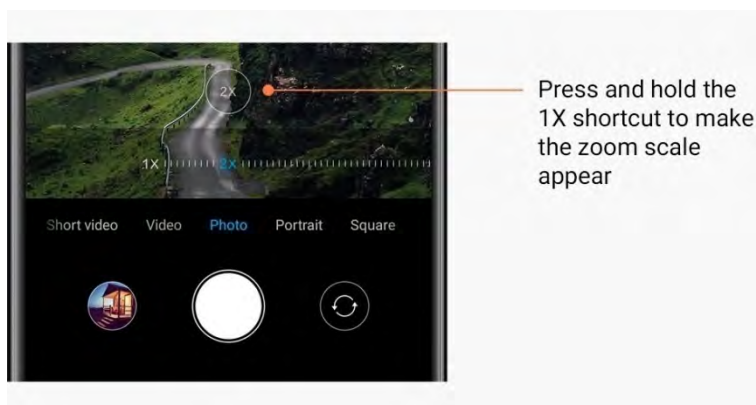 2X
Press and hold the
1X shortcut to make
the zoom scale
appear
1X 2X
Short video Video Photo Portrait Square